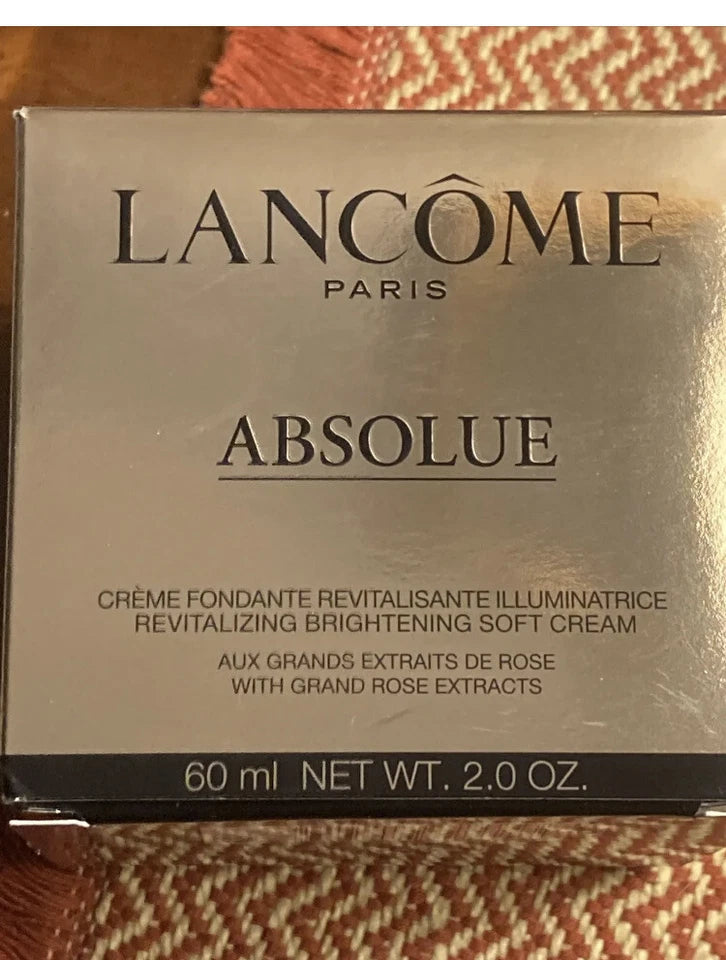 LANCÔME
PARIS
ABSOLUE
CRÈME FONDANTE REVITALISANTE ILLUMINATRICE
REVITALIZING BRIGHTENING SOFT CREAM
AUX GRANDS EXTRAITS DE ROSE
WITH GRAND ROSE EXTRACTS
60 ml NET WT. 2.0 OZ.